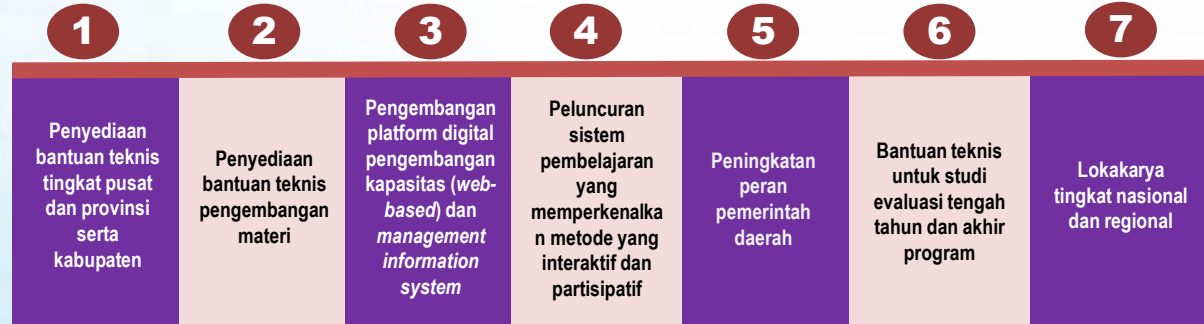 1
Penyediaan
bantuan teknis
tingkat pusat
dan provinsi
serta
kabupaten
2
Penyediaan
bantuan teknis
pengembangan
materi
3
Pengembangan
platform digital
pengembangan
kapasitas (web-
based) dan
management
information
system
4
Peluncuran
sistem
pembelajaran
yang
memperkenalka
n metode yang
interaktif dan
partisipatif
5
Peningkatan
peran
pemerintah
daerah
6
Bantuan teknis
untuk studi
evaluasi tengah
tahun dan akhir
program
7
Lokakarya
tingkat nasional
dan regional